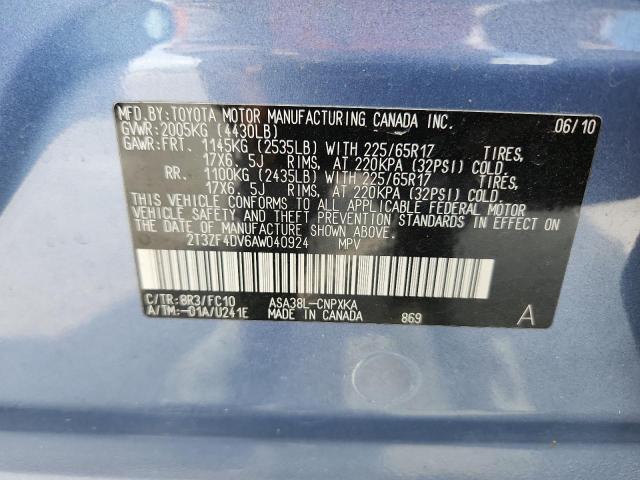 MFD.BY:TOYOTA MOTOR MANUFACTURING CANADA INC. 06/10
GVWR:2005KG (4430LB)
GAWR:FRT. 1145KG (2535LB) WITH 225/65R17 TIRES,
17X6.5J RIMS, AT 220KPA (32PSI) COLD.
RR. 1100KG (2435LB) WITH 225/65R17 TIRES,
17X6.5J RIMS, AT 220KPA (32PSI) COLD.
THIS VEHICLE CONFORMS TO ALL APPLICABLE FEDERAL MOTOR
VEHICLE SAFETY AND THEFT PREVENTION STANDARDS IN EFFECT ON
THE DATE OF MANUFACTURE SHOWN ABOVE.
2T3ZF4DV6AW040924 MPV
C/TR:8R3/FC10 ASA38L-CNPXKA
A/TM:-01A/U241E MADE IN CANADA 869 A